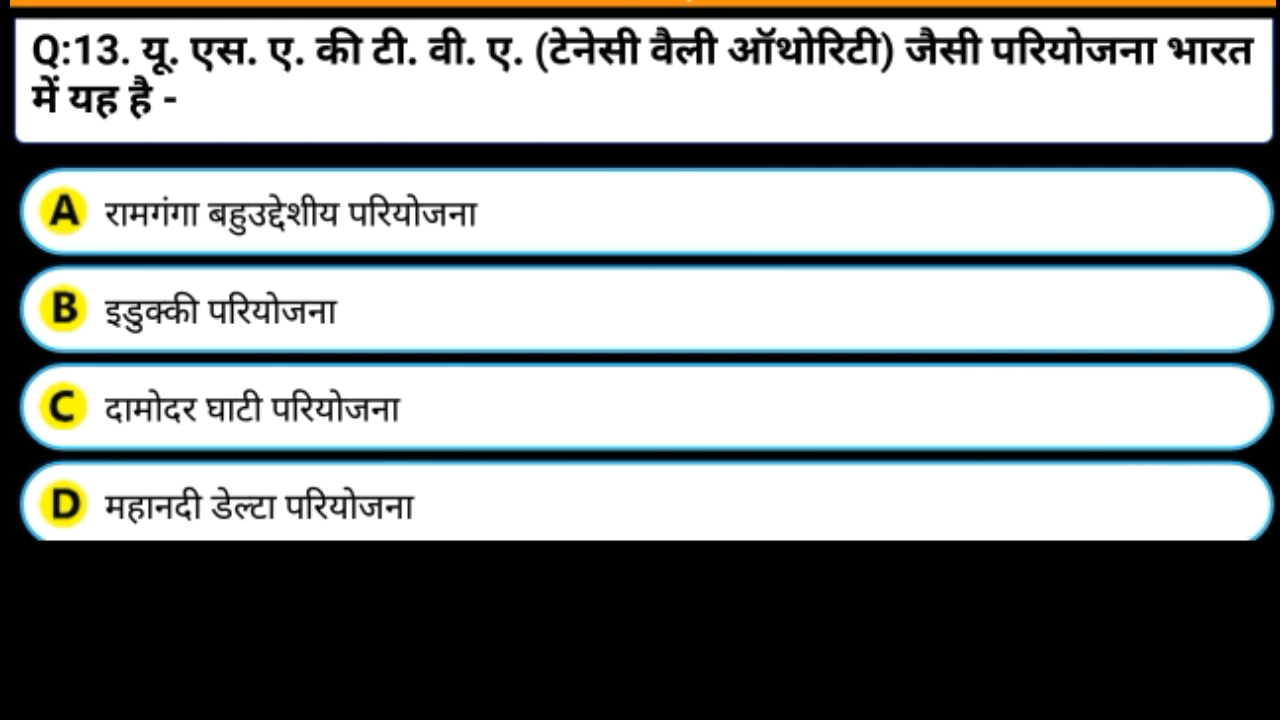 Q:13. यू. एस. ए. की टी. वी. ए. (टेनेसी वैली ऑथोरिटी) जैसी परियोजना भारत
में यह है -
A रामगंगा बहुउद्देशीय परियोजना
B इडुक्की परियोजना
C दामोदर घाटी परियोजना
D महानदी डेल्टा परियोजना